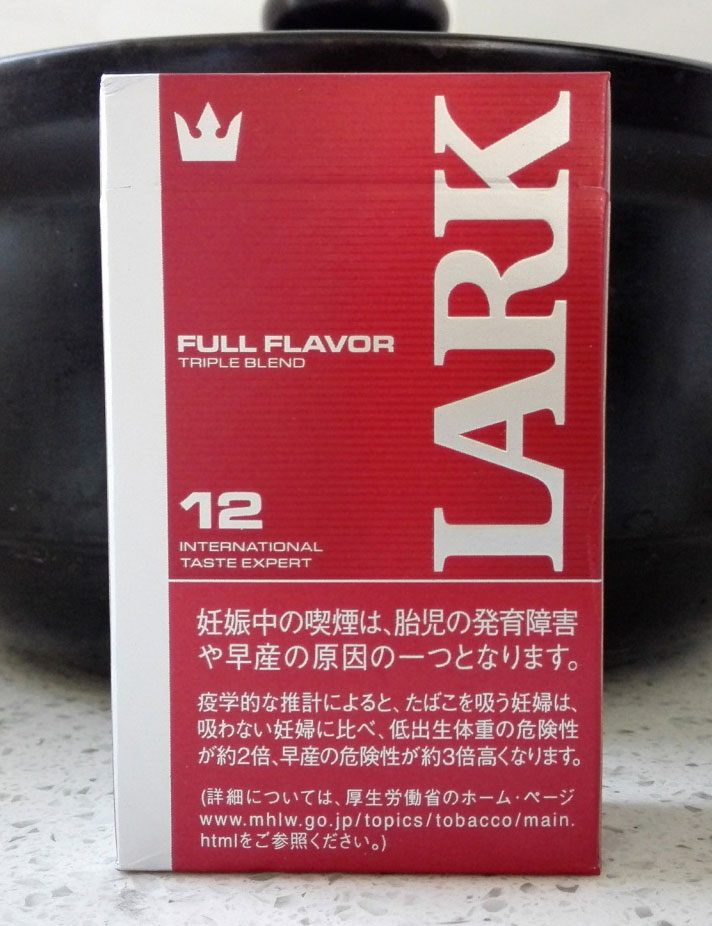 LARK
FULL FLAVOR
TRIPLE BLEND
12
INTERNATIONAL
TASTE EXPERT
妊娠中の喫煙は、胎児の発育障害
や早産の原因の一つとなります。
疫学的な推計によると、たばこを吸う妊婦は、
吸わない妊婦に比べ、低出生体重の危険性
が約2倍、早産の危険性が約3倍高くなります。
(詳細については、厚生労働省のホーム・ページ
www.mhlw.go.jp/topics/tobacco/main.
htmlをご参照ください。)